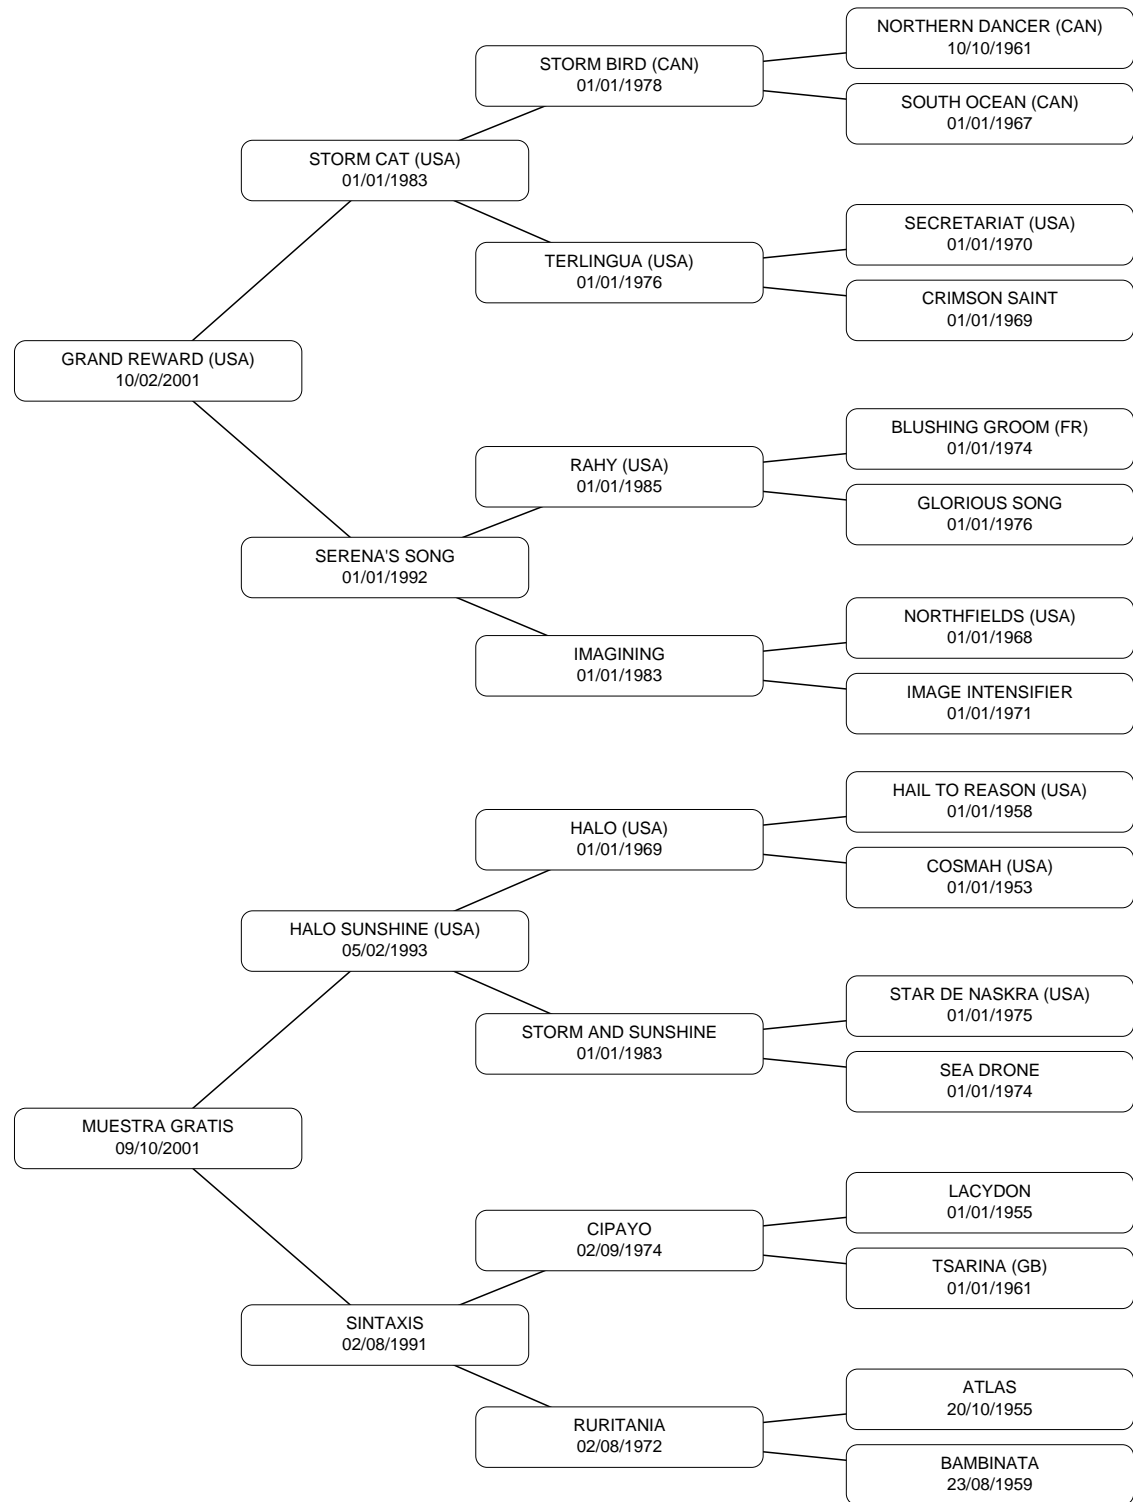 NORTHERN DANCER (CAN)
10/10/1961
STORM BIRD (CAN)
01/01/1978
SOUTH OCEAN (CAN)
01/01/1967
STORM CAT (USA)
01/01/1983
SECRETARIAT (USA)
01/01/1970
TERLINGUA (USA)
01/01/1976
CRIMSON SAINT
01/01/1969
GRAND REWARD (USA)
10/02/2001
BLUSHING GROOM (FR)
01/01/1974
RAHY (USA)
01/01/1985
GLORIOUS SONG
01/01/1976
SERENA'S SONG
01/01/1992
NORTHFIELDS (USA)
01/01/1968
IMAGINING
01/01/1983
IMAGE INTENSIFIER
01/01/1971
HAIL TO REASON (USA)
01/01/1958
HALO (USA)
01/01/1969
COSMAH (USA)
01/01/1953
HALO SUNSHINE (USA)
05/02/1993
STAR DE NASKRA (USA)
01/01/1975
STORM AND SUNSHINE
01/01/1983
SEA DRONE
01/01/1974
MUESTRA GRATIS
09/10/2001
LACYDON
01/01/1955
CIPAYO
02/09/1974
TSARINA (GB)
01/01/1961
SINTAXIS
02/08/1991
ATLAS
20/10/1955
RURITANIA
02/08/1972
BAMBINATA
23/08/1959